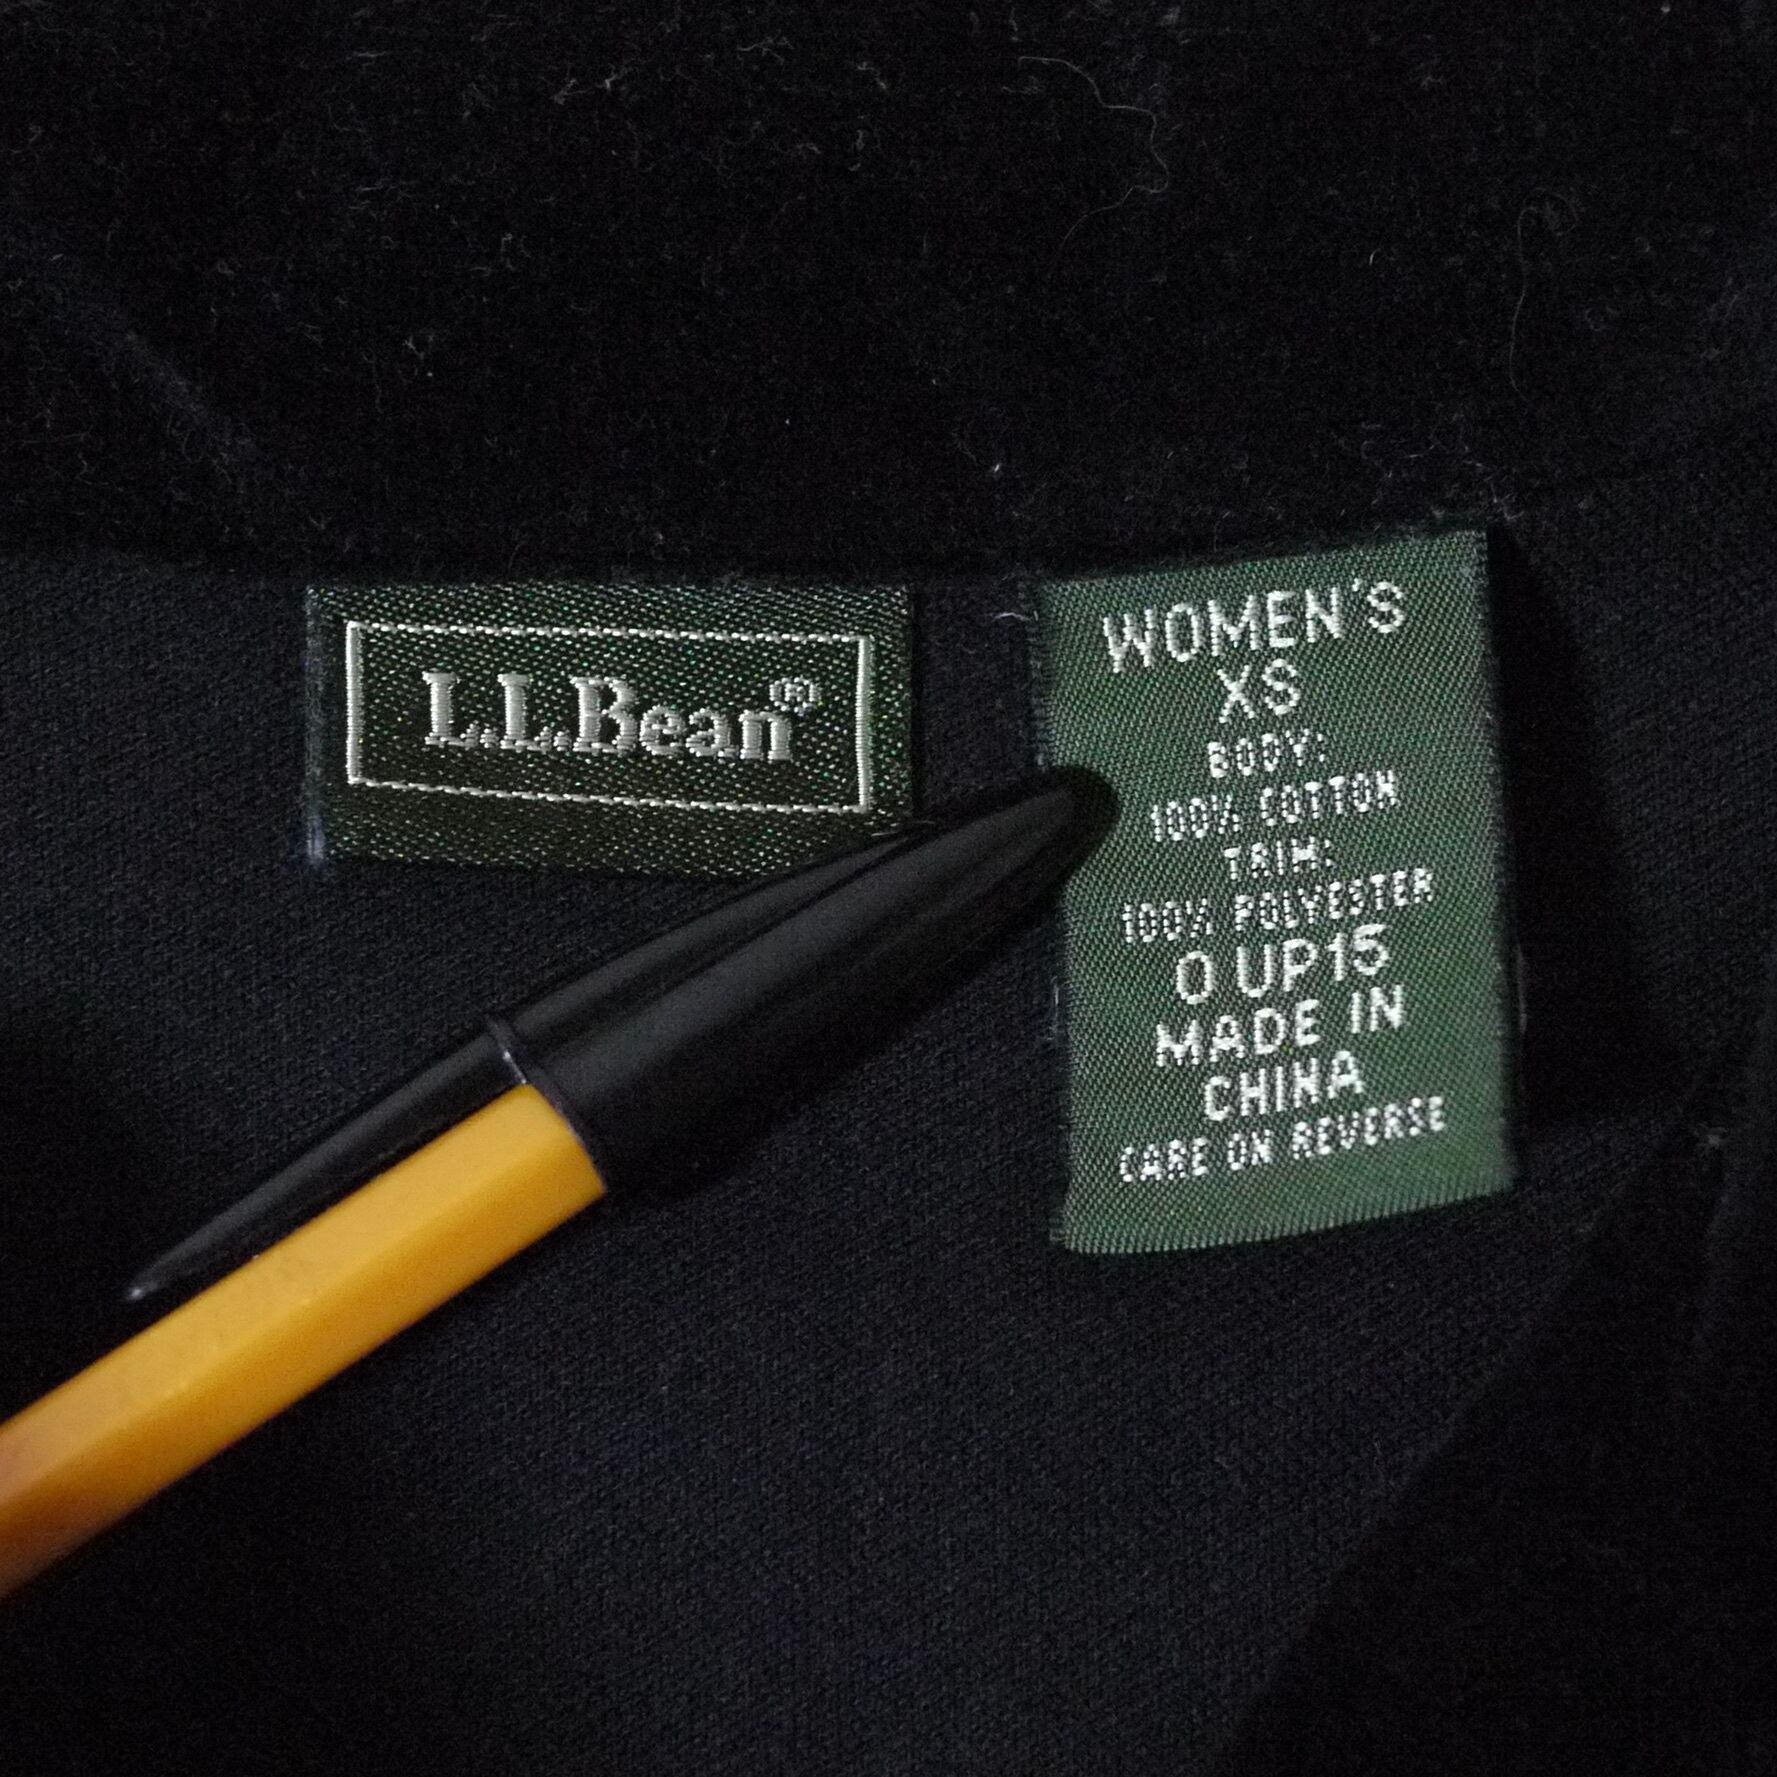 L.L.Bean®
WOMEN'S
XS
BODY:
100% COTTON
TRIM:
100% POLYESTER
0 UP15
MADE IN
CHINA
CARE ON REVERSE